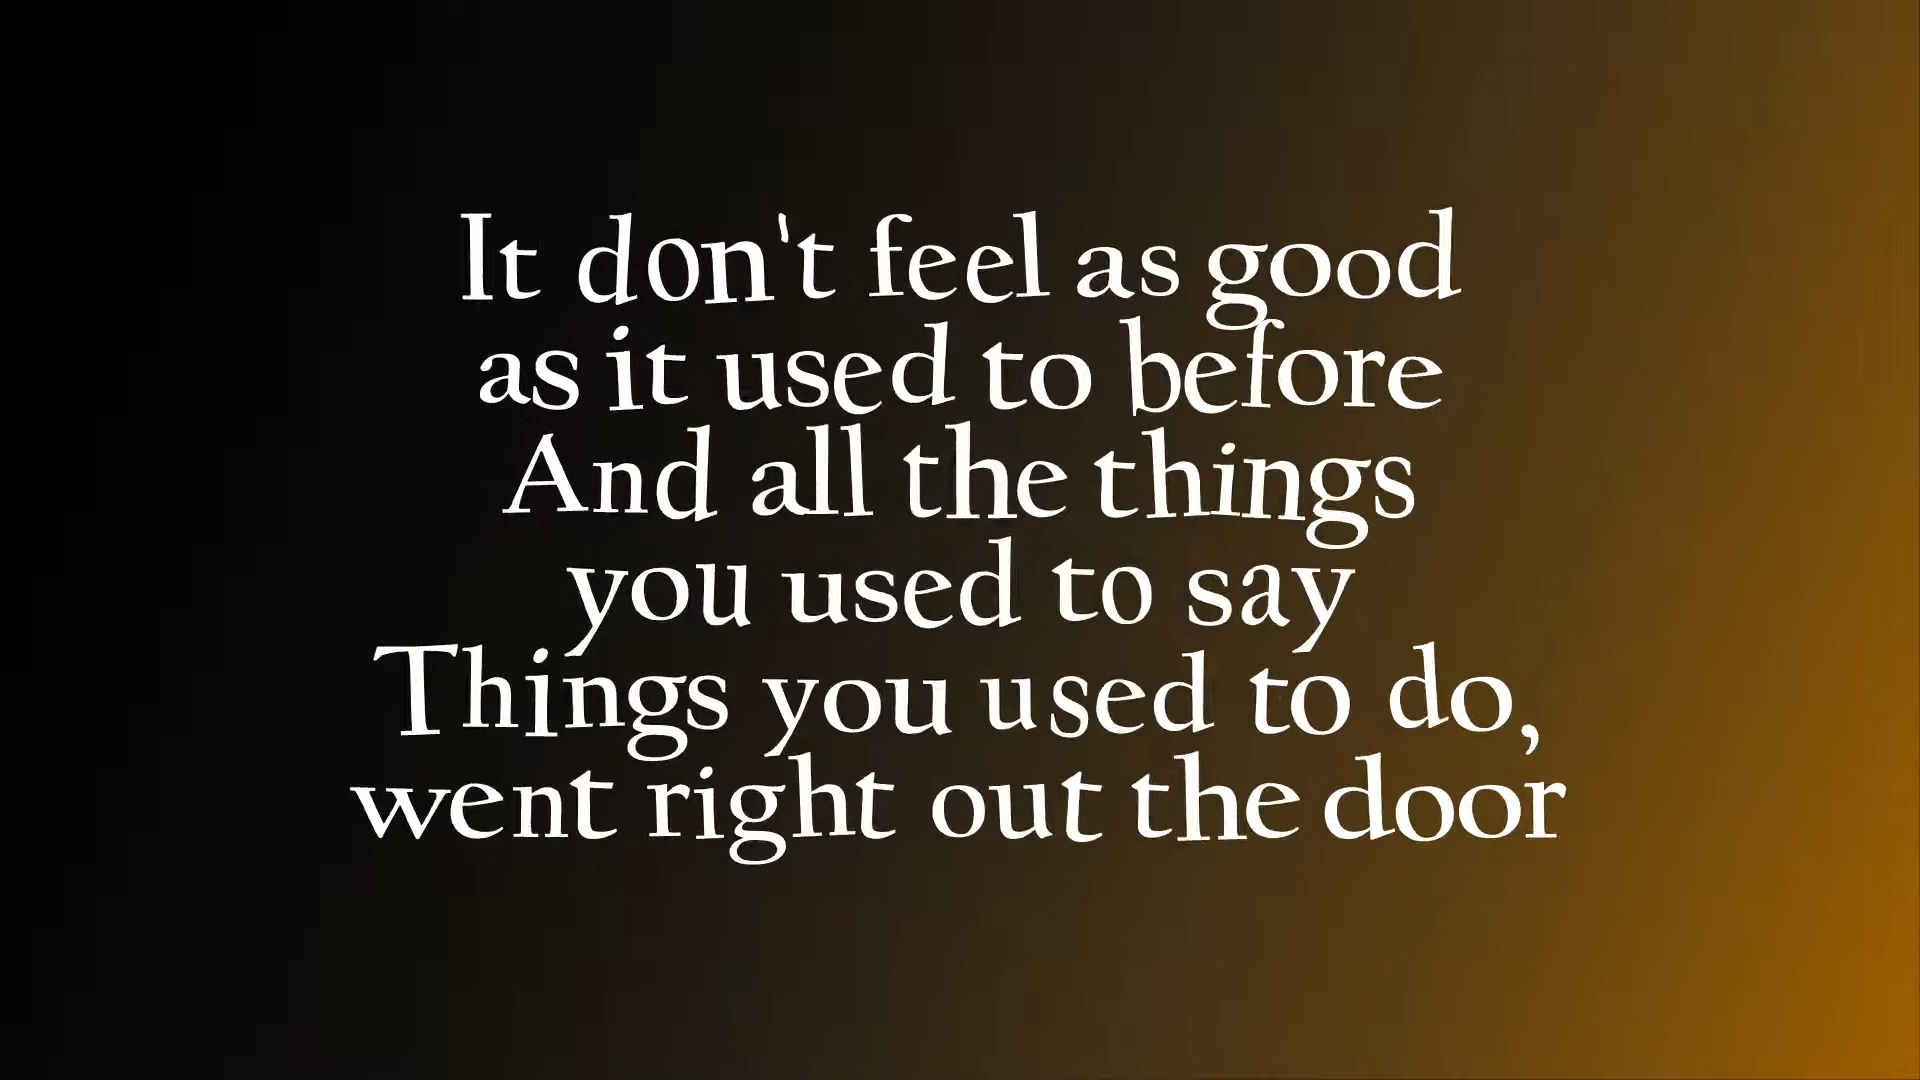 It don't feel as good
as it used to before
And all the things
you used to say
Things you used to do,
went right out the door